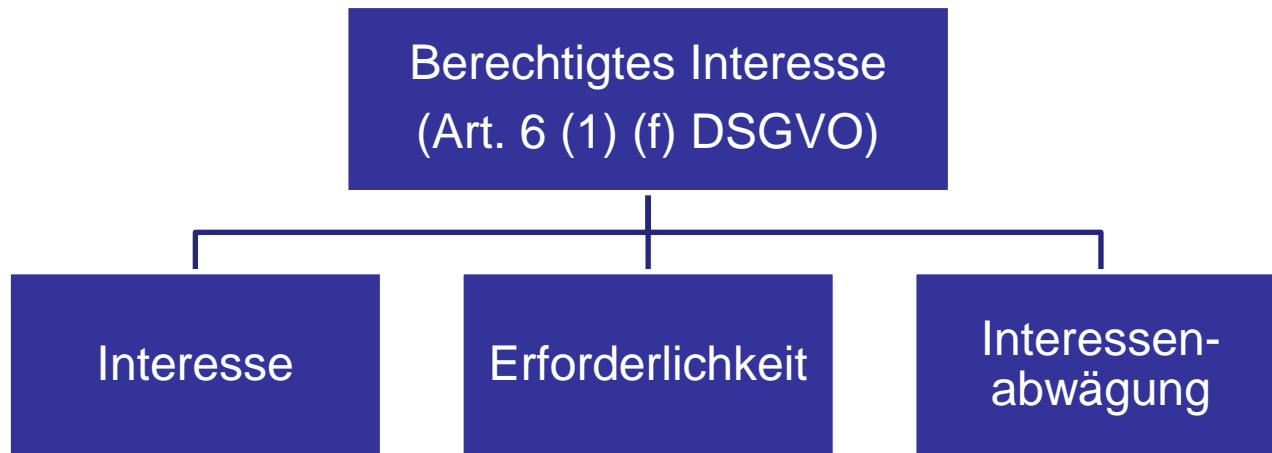 Berechtigtes Interesse
(Art. 6 (1) (f) DSGVO)
Interesse
Erforderlichkeit
Interessen-
abwägung